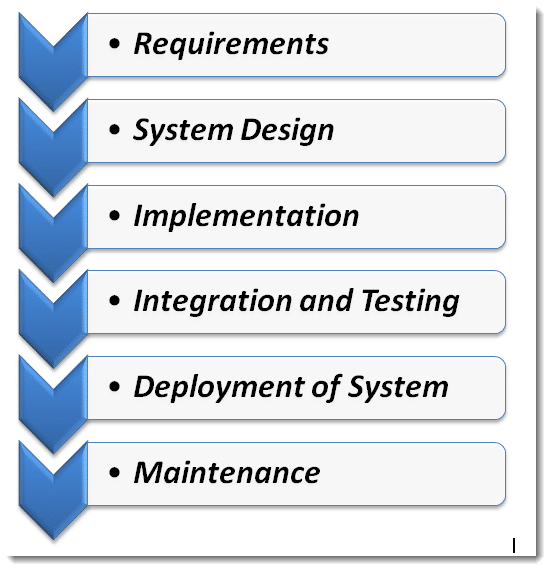 • Requirements
• System Design
• Implementation
• Integration and Testing
• Deployment of System
• Maintenance